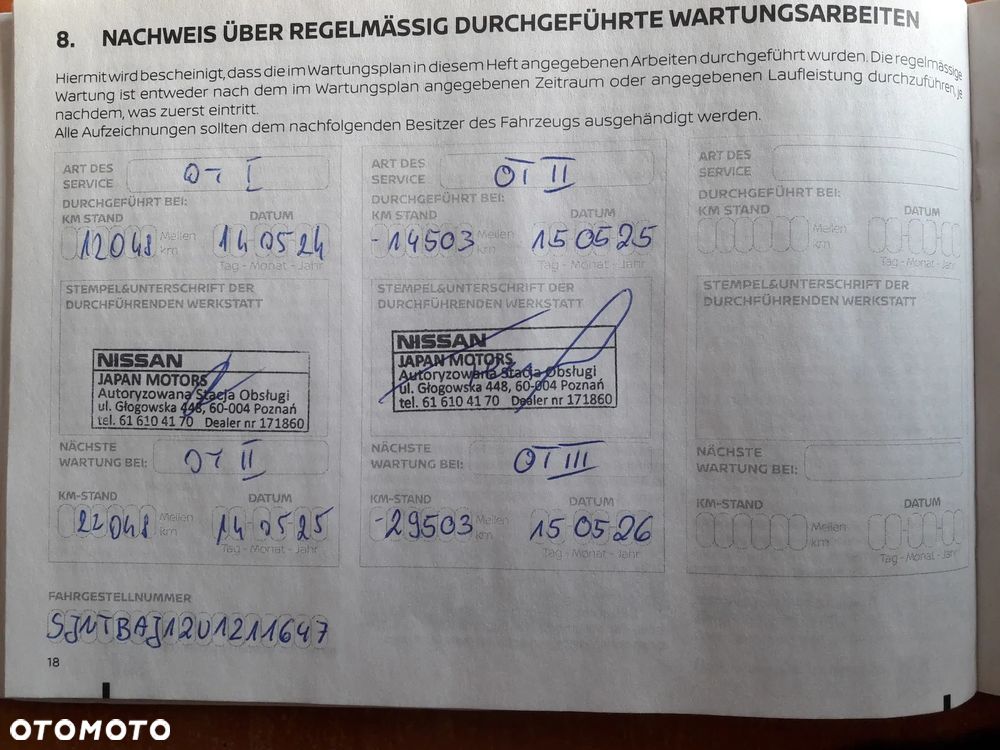 8. NACHWEIS ÜBER REGELMÄSSIG DURCHGEFÜHRTE WARTUNGSARBEITEN
Hiermit wird bescheinigt, dass die im Wartungsplan in diesem Heft angegebenen Arbeiten durchgeführt wurden. Die regelmässige
Wartung ist entweder nach dem im Wartungsplan angegebenen Zeitraum oder angegebenen Laufleistung durchzuführen, je
nachdem, was zuerst eintritt.
Alle Aufzeichnungen sollten dem nachfolgenden Besitzer des Fahrzeugs ausgehändigt werden.
ART DES
SERVICE
OT I
DURCHGEFÜHRT BEI:
KM STAND
DATUM
12048
Meilen
km
14 05 24
Tag - Monat - Jahr
STEMPEL&UNTERSCHRIFT DER
DURCHFÜHRENDEN WERKSTATT
NISSAN
JAPAN MOTORS
Autoryzowana Stacja Obsługi
ul. Głogowska 448, 60-004 Poznań
tel. 61 610 41 70 Dealer nr 171860
NÄCHSTE
WARTUNG BEI:
OT II
KM-STAND
DATUM
22048
Meilen
km
14 05 25
Tag - Monat - Jahr
ART DES
SERVICE
OT II
DURCHGEFÜHRT BEI:
KM STAND
DATUM
-14503
Meilen
km
15 05 25
Tag - Monat - Jahr
STEMPEL&UNTERSCHRIFT DER
DURCHFÜHRENDEN WERKSTATT
NISSAN
JAPAN MOTORS
Autoryzowana Stacja Obsługi
ul. Głogowska 448, 60-004 Poznań
tel. 61 610 41 70 Dealer nr 171860
NÄCHSTE
WARTUNG BEI:
OT III
KM-STAND
DATUM
-29503
Meilen
km
15 05 26
Tag - Monat - Jahr
ART DES
SERVICE
DURCHGEFÜHRT BEI:
KM STAND
DATUM
Meilen
km
Tag - Monat - Jahr
STEMPEL&UNTERSCHRIFT DER
DURCHFÜHRENDEN WERKSTATT
NÄCHSTE
WARTUNG BEI:
KM-STAND
DATUM
Meilen
km
Tag - Monat - Jahr
FAHRGESTELLNUMMER
SJNTBAJ12U1211647
18
OTOMOTO